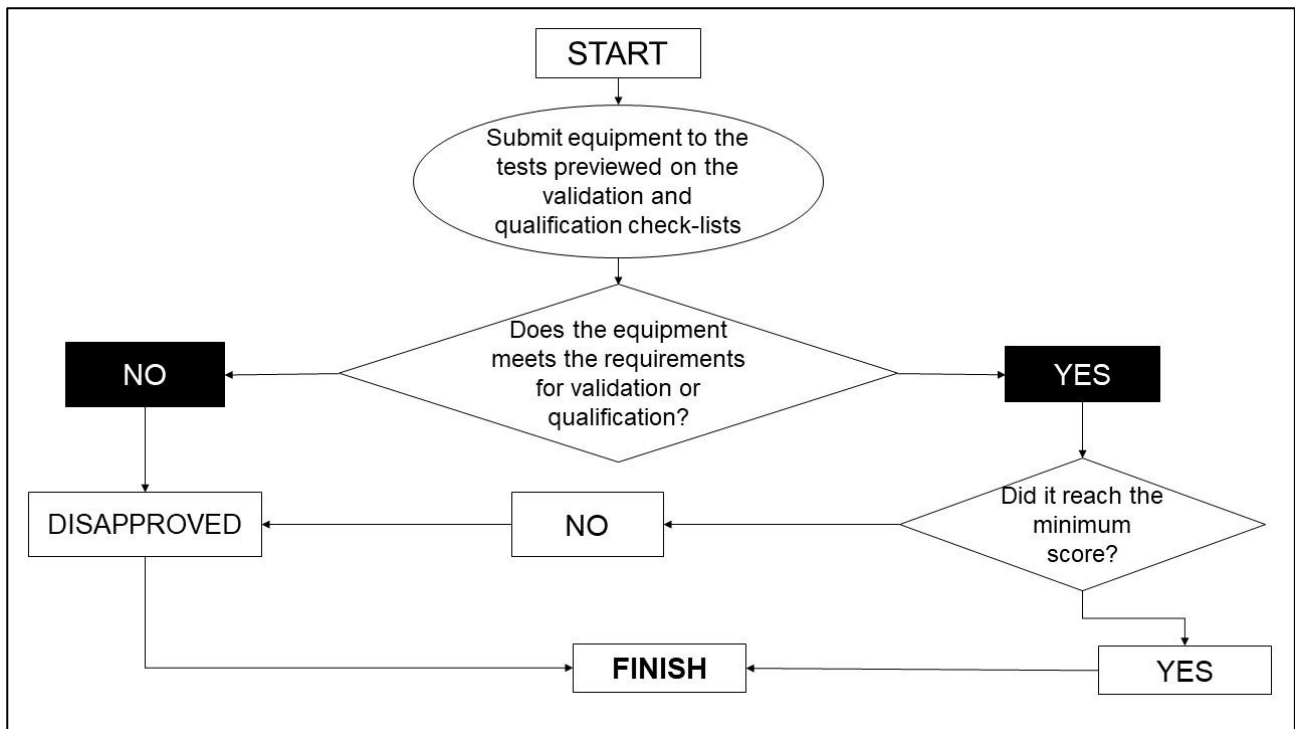 START
Submit equipment to the
tests previewed on the
validation and
qualification check-lists
Does the equipment
meets the requirements
for validation or
qualification?
NO
YES
DISAPPROVED
NO
Did it reach the
minimum
score?
FINISH
YES